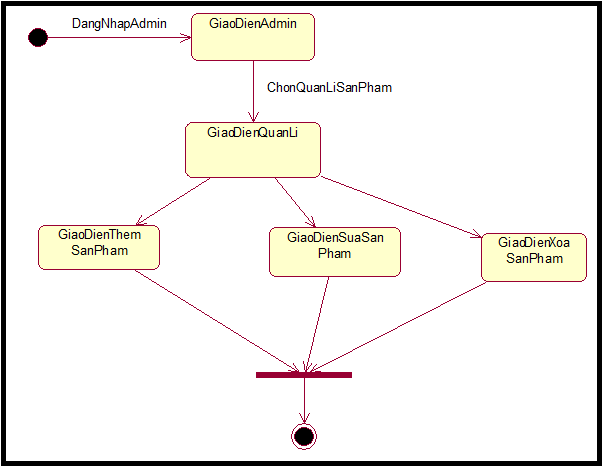 DangNhapAdmin
GiaoDienAdmin
ChonQuanLiSanPham
GiaoDienQuanLi
GiaoDienThem
SanPham
GiaoDienSuaSan
Pham
GiaoDienXoa
SanPham